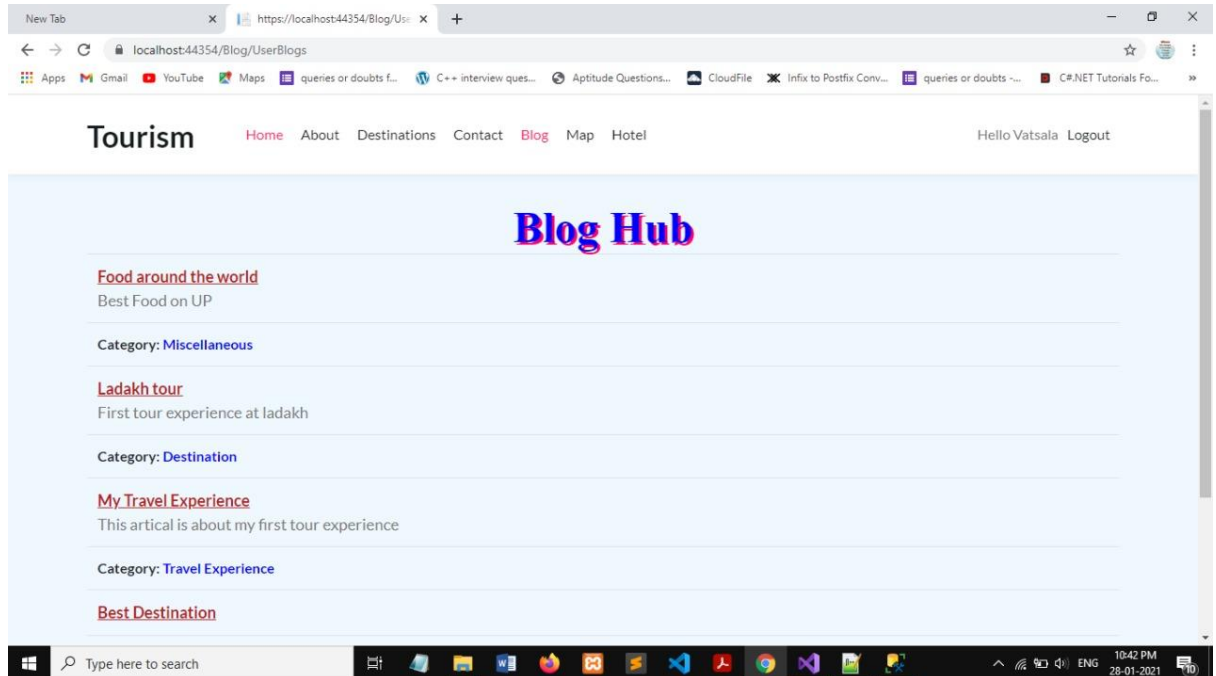 New Tab
https://localhost:44354/Blog/Use
localhost:44354/Blog/UserBlogs
Apps Gmail YouTube Maps queries or doubts f... C++ interview ques... Aptitude Questions... CloudFile Infix to Postfix Conv... queries or doubts -... C#.NET Tutorials Fo... »
Tourism Home About Destinations Contact Blog Map Hotel Hello Vatsala Logout
Blog Hub
Food around the world
Best Food on UP
Category: Miscellaneous
Ladakh tour
First tour experience at ladakh
Category: Destination
My Travel Experience
This artical is about my first tour experience
Category: Travel Experience
Best Destination
Type here to search
ENG
10:42 PM
28-01-2021
10